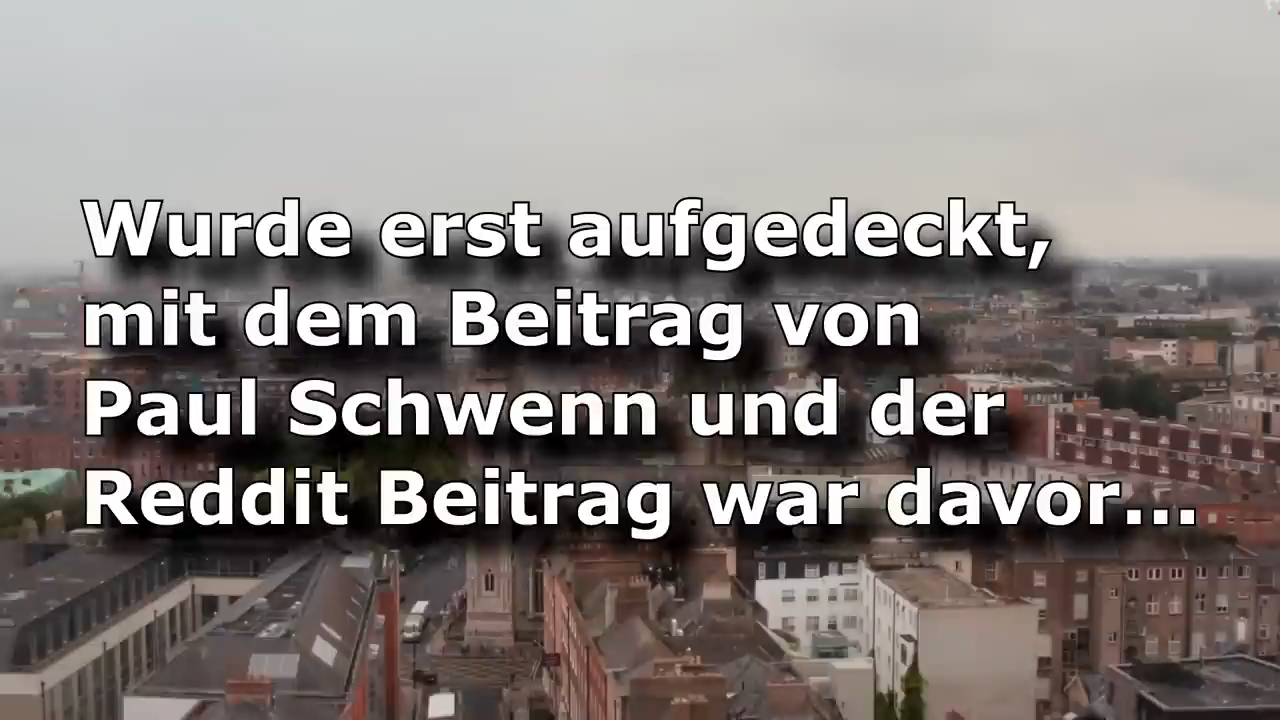 Wurde erst aufgedeckt,
mit dem Beitrag von
Paul Schwenn und der
Reddit Beitrag war davor...